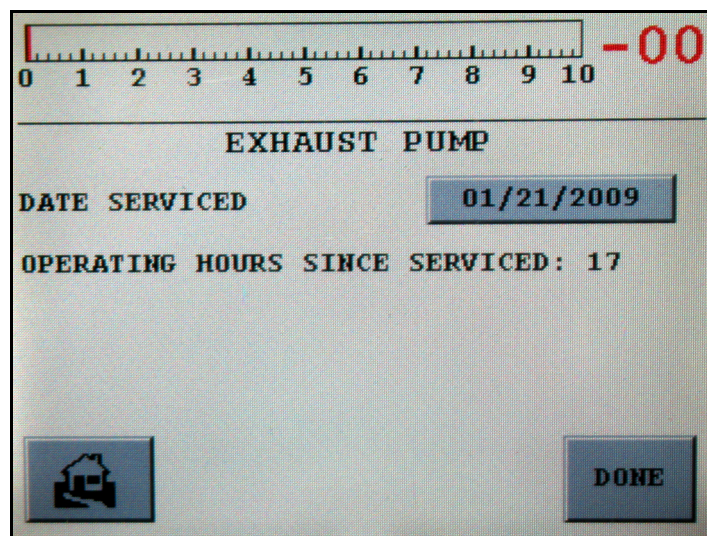 -00
0 1 2 3 4 5 6 7 8 9 10
EXHAUST PUMP
DATE SERVICED 01/21/2009
OPERATING HOURS SINCE SERVICED: 17
DONE